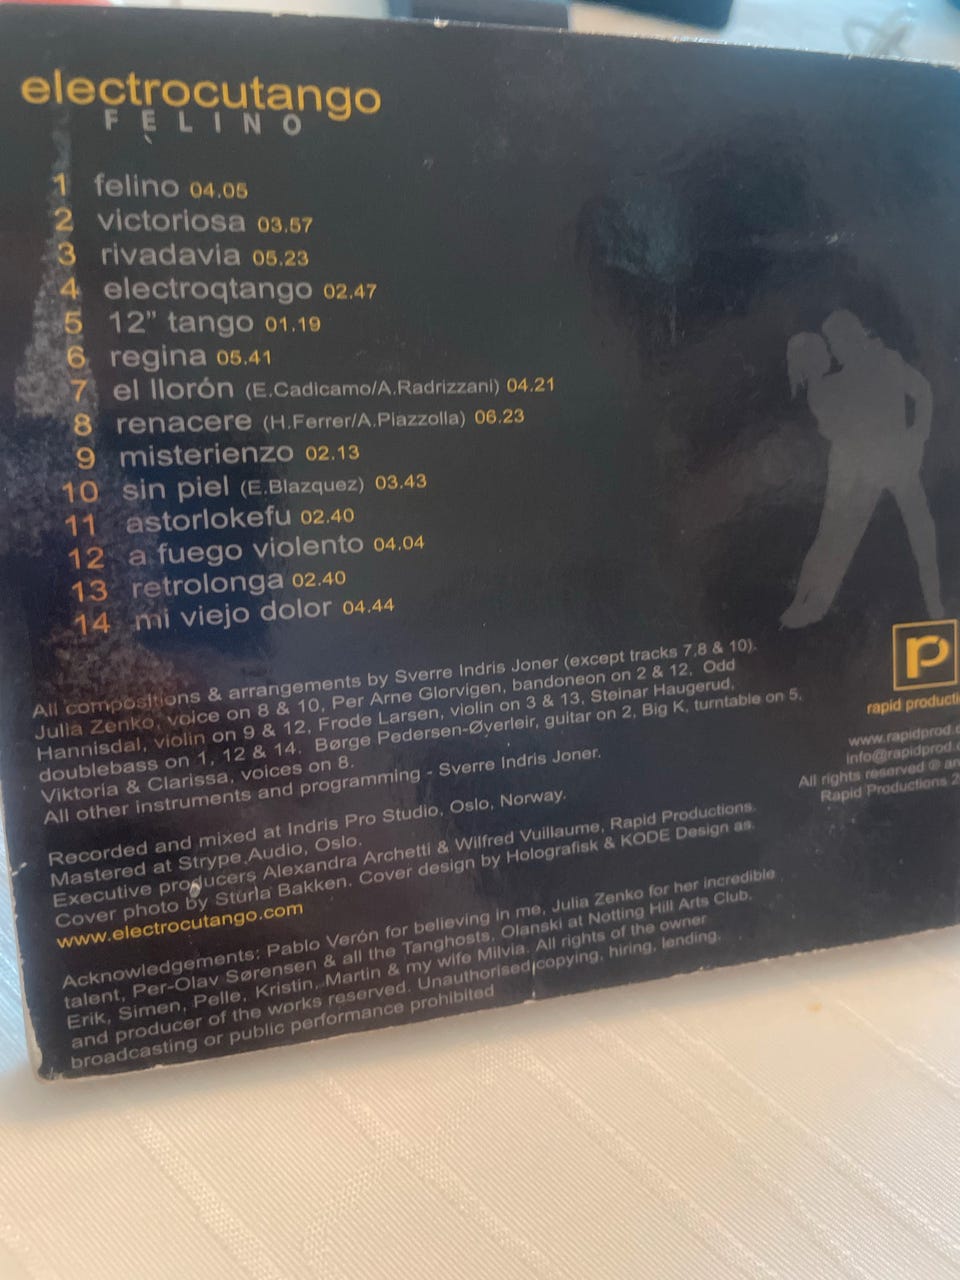 electrocutango
FELINO
1 felino 04.05
2 victoriosa 03.57
3 rivadavia 05.23
4 electroqtango 02.47
5 12" tango 01.19
6 regina 05.41
7 el llorón (E.Cadicamo/A.Radrizzani) 04.21
8 renacere (H.Ferrer/A.Piazzolla) 06.23
9 misterienzo 02.13
10 sin piel (E.Blazquez) 03.43
11 astorlokefu 02.40
12 a fuego violento 04.04
13 retrolonga 02.40
14 mi viejo dolor 04.44
All compositions & arrangements by Sverre Indris Joner (except tracks 7,8 & 10).
Julia Zenko, voice on 8 & 10, Per Arne Glorvigen, bandoneon on 2 & 12, Odd
Hannisdal, violin on 9 & 12, Frode Larsen, violin on 3 & 13, Steinar Haugerud,
doublebass on 1, 12 & 14. Børge Pedersen-Øverleir, guitar on 2, Big K, turntable on 5,
Viktoria & Clarissa, voices on 8.
All other instruments and programming - Sverre Indris Joner.
Recorded and mixed at Indris Pro Studio, Oslo, Norway.
Mastered at Strype Audio, Oslo.
Executive producers Alexandra Archetti & Wilfred Vuillaume, Rapid Productions.
Cover photo by Sturla Bakken. Cover design by Holografisk & KODE Design as.
www.electrocutango.com
Acknowledgements: Pablo Verón for believing in me, Julia Zenko for her incredible
talent, Per-Olav Sørensen & all the Tanghosts, Olanski at Notting Hill Arts Club,
Erik, Simen, Pelle, Kristin, Martin & my wife Milvia. All rights of the owner
and producer of the works reserved. Unauthorised copying, hiring, lending,
broadcasting or public performance prohibited
rp
rapid producti
www.rapidprod.
info@rapidprod.
All rights reserved ℗ an
Rapid Productions 2